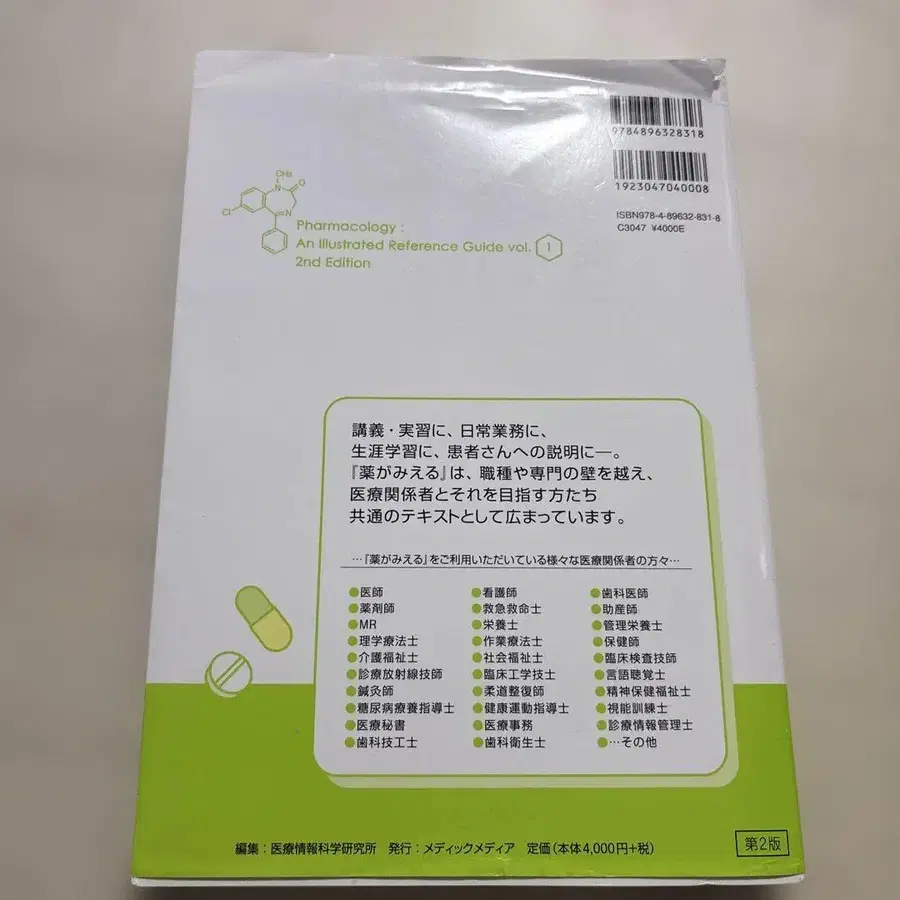 9784896328318
1923047040008
ISBN978-4-89632-831-8
C3047 ¥4000E
CH3
N
O
Cl
N
Pharmacology :
An Illustrated Reference Guide vol. 1
2nd Edition
講義・実習に、日常業務に、
生涯学習に、患者さんへの説明に―。
『薬がみえる』は、職種や専門の壁を越え、
医療関係者とそれを目指す方たち
共通のテキストとして広まっています。
…『薬がみえる』をご利用いただいている様々な医療関係者の方々…
●医師 ●看護師 ●歯科医師
●薬剤師 ●救急救命士 ●助産師
●MR ●栄養士 ●管理栄養士
●理学療法士 ●作業療法士 ●保健師
●介護福祉士 ●社会福祉士 ●臨床検査技師
●診療放射線技師 ●臨床工学技士 ●言語聴覚士
●鍼灸師 ●柔道整復師 ●精神保健福祉士
●糖尿病療養指導士 ●健康運動指導士 ●視能訓練士
●医療秘書 ●医療事務 ●診療情報管理士
●歯科技工士 ●歯科衛生士 ●…その他
編集：医療情報科学研究所 発行：メディックメディア 定価（本体4,000円+税）
第2版